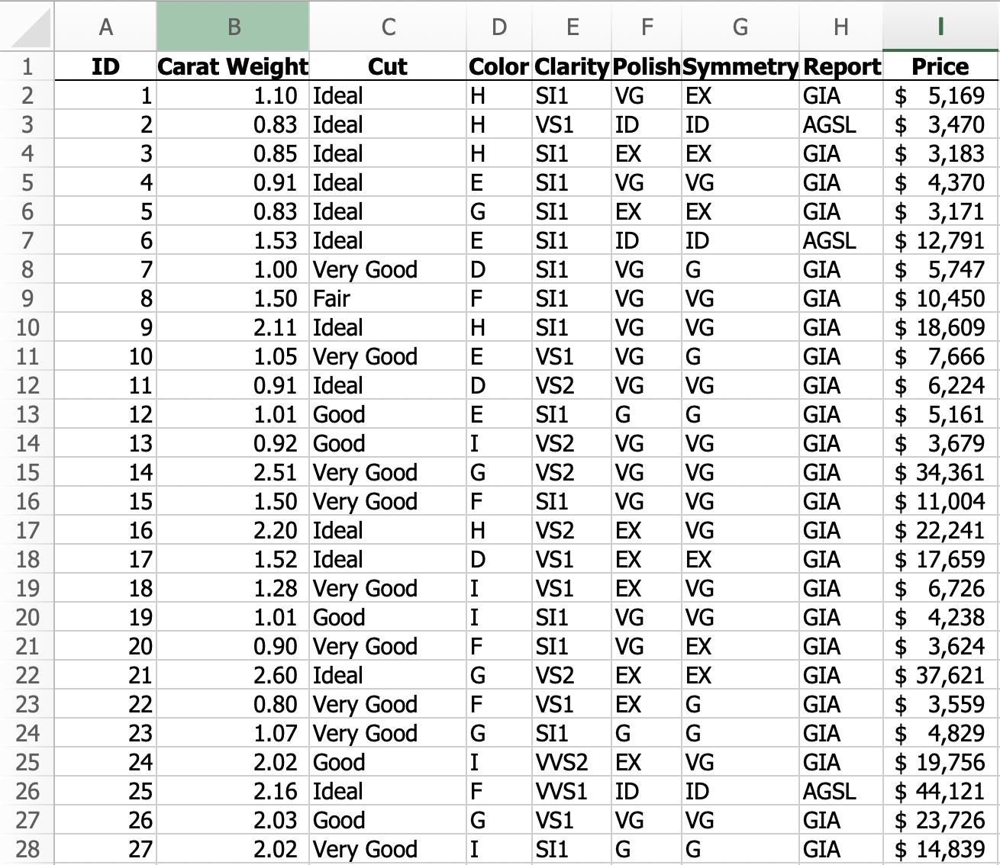 A B C D E F G H I
1 ID Carat Weight Cut Color Clarity Polish Symmetry Report Price
2 1 1.10 Ideal H SI1 VG EX GIA $ 5,169
3 2 0.83 Ideal H VS1 ID ID AGSL $ 3,470
4 3 0.85 Ideal H SI1 EX EX GIA $ 3,183
5 4 0.91 Ideal E SI1 VG VG GIA $ 4,370
6 5 0.83 Ideal G SI1 EX EX GIA $ 3,171
7 6 1.53 Ideal E SI1 ID ID AGSL $ 12,791
8 7 1.00 Very Good D SI1 VG G GIA $ 5,747
9 8 1.50 Fair F SI1 VG VG GIA $ 10,450
10 9 2.11 Ideal H SI1 VG VG GIA $ 18,609
11 10 1.05 Very Good E VS1 VG G GIA $ 7,666
12 11 0.91 Ideal D VS2 VG VG GIA $ 6,224
13 12 1.01 Good E SI1 G G GIA $ 5,161
14 13 0.92 Good I VS2 VG VG GIA $ 3,679
15 14 2.51 Very Good G VS2 VG VG GIA $ 34,361
16 15 1.50 Very Good F SI1 VG VG GIA $ 11,004
17 16 2.20 Ideal H VS2 EX VG GIA $ 22,241
18 17 1.52 Ideal D VS1 EX EX GIA $ 17,659
19 18 1.28 Very Good I VS1 EX VG GIA $ 6,726
20 19 1.01 Good I SI1 VG VG GIA $ 4,238
21 20 0.90 Very Good F SI1 VG EX GIA $ 3,624
22 21 2.60 Ideal G VS2 EX EX GIA $ 37,621
23 22 0.80 Very Good F VS1 EX G GIA $ 3,559
24 23 1.07 Very Good G SI1 G G GIA $ 4,829
25 24 2.02 Good I VVS2 EX VG GIA $ 19,756
26 25 2.16 Ideal F VVS1 ID ID AGSL $ 44,121
27 26 2.03 Good G VS1 VG VG GIA $ 23,726
28 27 2.02 Very Good I SI1 G G GIA $ 14,839